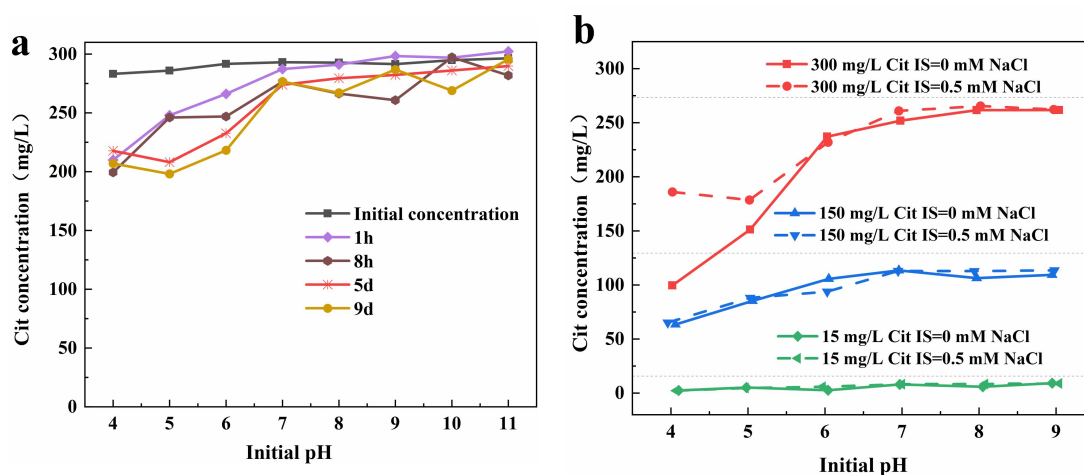 a
Cit concentration（mg/L）
300
250
200
150
100
50
0
Initial concentration
1h
8h
5d
9d
4 5 6 7 8 9 10 11
Initial pH
b
Cit concentration（mg/L）
300
250
200
150
100
50
0
300 mg/L Cit IS=0 mM NaCl
300 mg/L Cit IS=0.5 mM NaCl
150 mg/L Cit IS=0 mM NaCl
150 mg/L Cit IS=0.5 mM NaCl
15 mg/L Cit IS=0 mM NaCl
15 mg/L Cit IS=0.5 mM NaCl
4 5 6 7 8 9
Initial pH